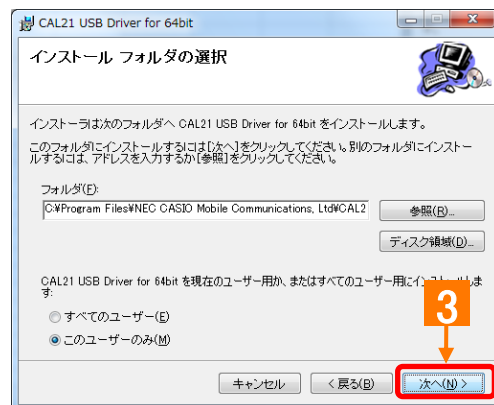 CAL21 USB Driver for 64bit
インストール フォルダの選択
インストーラは次のフォルダへ CAL21 USB Driver for 64bit をインストールします。
このフォルダにインストールするには[次へ]をクリックしてください。別のフォルダにインストー
ルするには、アドレスを入力するか[参照]をクリックしてください。
フォルダ(F):
C:¥Program Files¥NEC CASIO Mobile Communications, Ltd¥CAL2
参照(R)...
ディスク領域(D)...
CAL21 USB Driver for 64bit を現在のユーザー用か、またはすべてのユーザー用にインストールしま
す:
3
すべてのユーザー(E)
このユーザーのみ(M)
キャンセル
< 戻る(B)
次へ(N) >